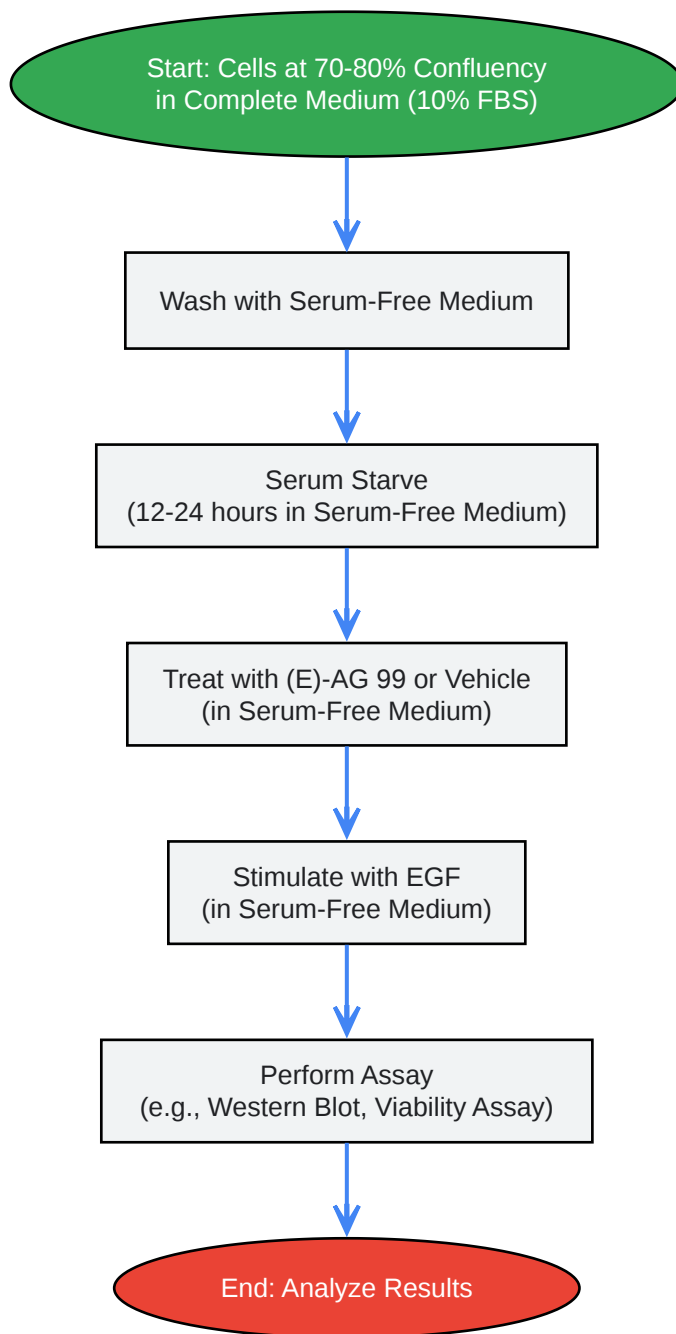 Start: Cells at 70-80% Confluency
in Complete Medium (10% FBS)
Wash with Serum-Free Medium
Serum Starve
(12-24 hours in Serum-Free Medium)
Treat with (E)-AG 99 or Vehicle
(in Serum-Free Medium)
Stimulate with EGF
(in Serum-Free Medium)
Perform Assay
(e.g., Western Blot, Viability Assay)
End: Analyze Results